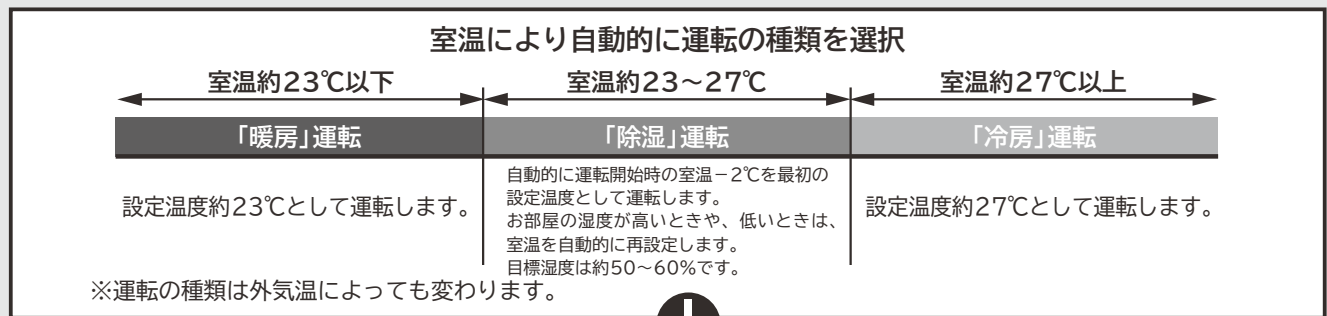 室温により自動的に運転の種類を選択
室温約23℃以下
室温約23～27℃
室温約27℃以上
「暖房」運転
「除湿」運転
「冷房」運転
設定温度約23℃として運転します。
自動的に運転開始時の室温－2℃を最初の
設定温度として運転します。
お部屋の湿度が高いときや、低いときは、
室温を自動的に再設定します。
目標湿度は約50～60%です。
設定温度約27℃として運転します。
※運転の種類は外気温によっても変わります。